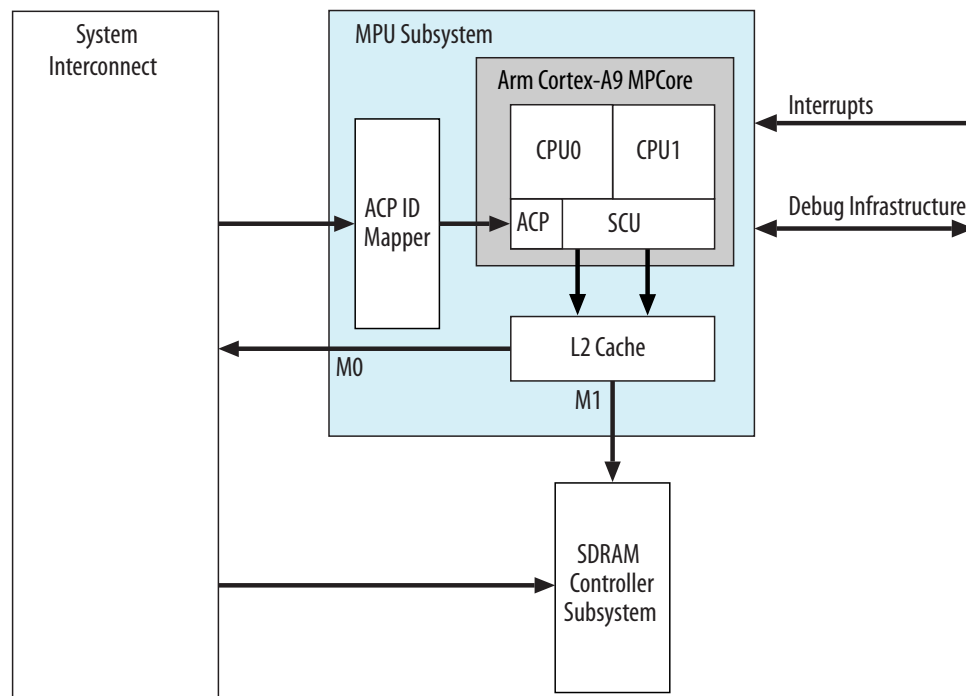 System
Interconnect
MPU Subsystem
Arm Cortex-A9 MPCore
CPU0
CPU1
Interrupts
ACP ID
Mapper
ACP
SCU
Debug Infrastructure
L2 Cache
M0
M1
SDRAM
Controller
Subsystem